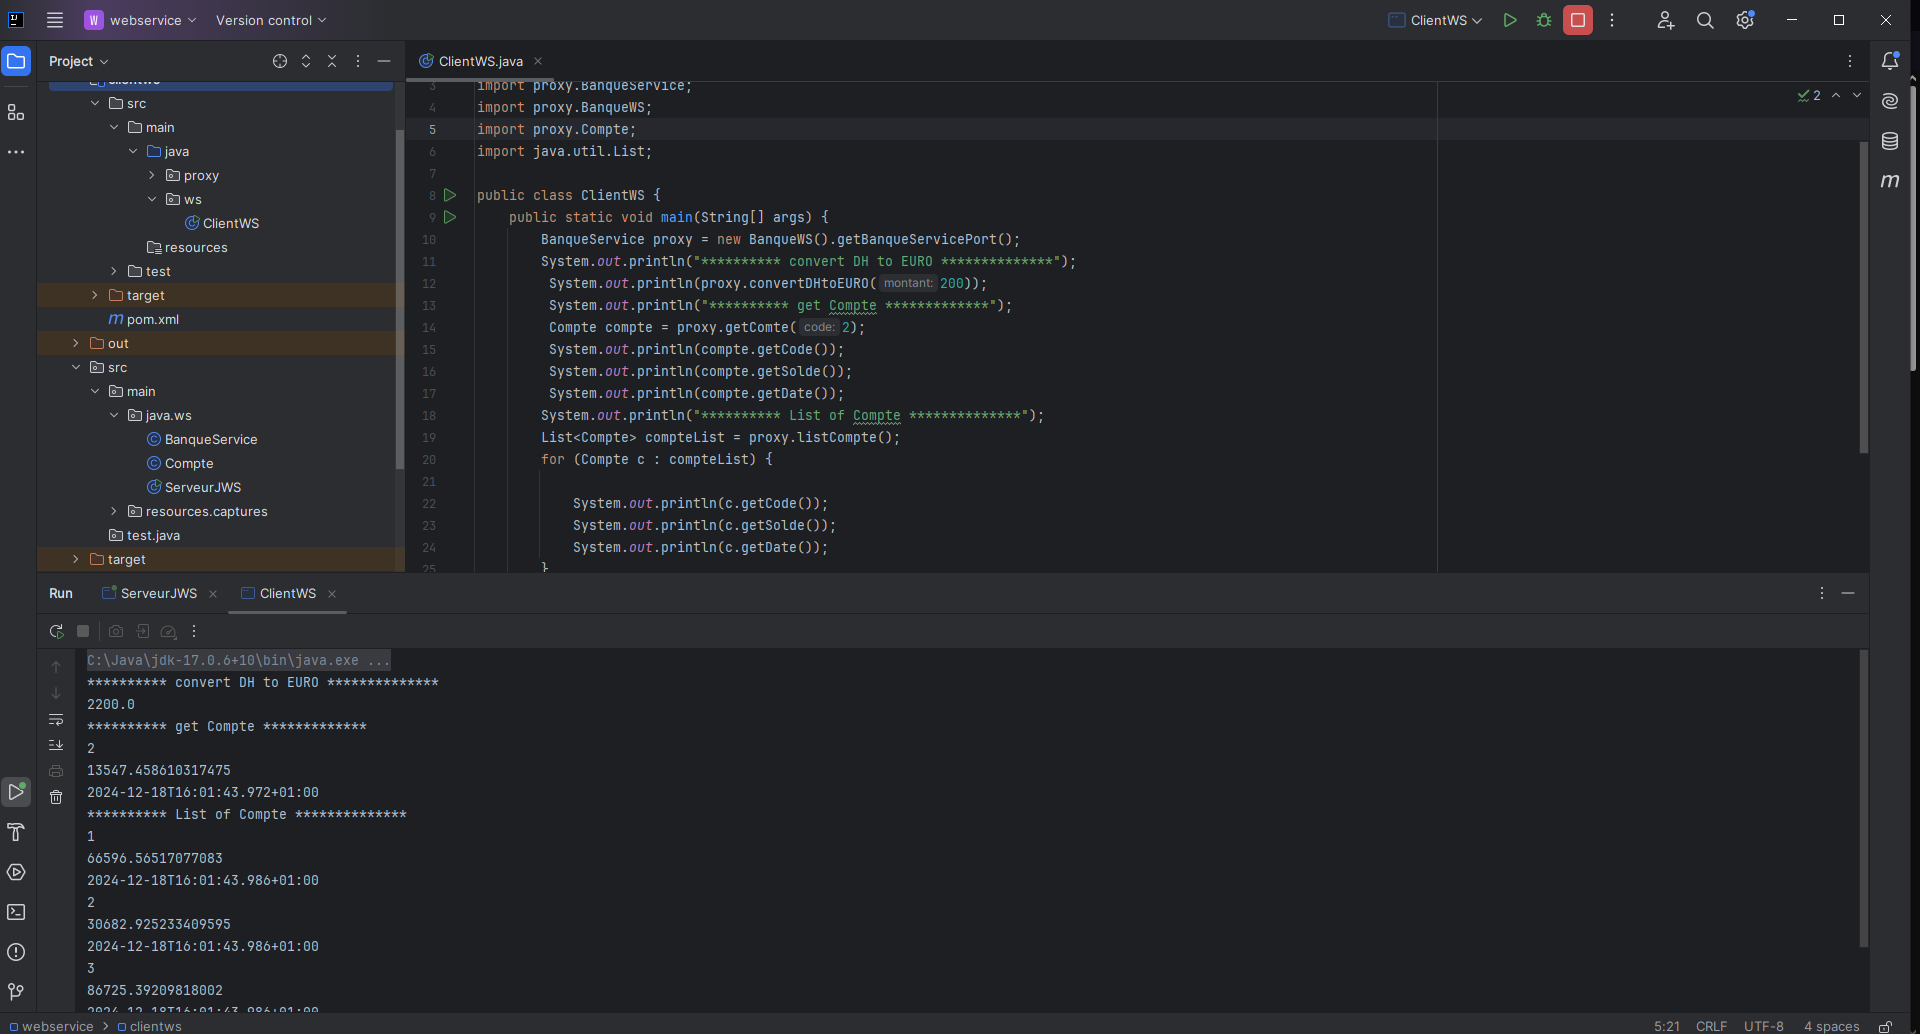 W webservice Version control ClientWS
Project
clientws
src
main
java
proxy
ws
ClientWS
resources
test
target
m pom.xml
out
src
main
java.ws
BanqueService
Compte
ServeurJWS
resources.captures
test.java
target
ClientWS.java
2
3 import proxy.BanqueService;
4 import proxy.BanqueWS;
5 import proxy.Compte;
6 import java.util.List;
7
8 public class ClientWS {
9 public static void main(String[] args) {
10 BanqueService proxy = new BanqueWS().getBanqueServicePort();
11 System.out.println("********** convert DH to EURO **************");
12 System.out.println(proxy.convertDHtoEURO( montant: 200));
13 System.out.println("********** get Compte *************");
14 Compte compte = proxy.getComte( code: 2);
15 System.out.println(compte.getCode());
16 System.out.println(compte.getSolde());
17 System.out.println(compte.getDate());
18 System.out.println("********** List of Compte **************");
19 List<Compte> compteList = proxy.listCompte();
20 for (Compte c : compteList) {
21
22 System.out.println(c.getCode());
23 System.out.println(c.getSolde());
24 System.out.println(c.getDate());
25 }
Run ServeurJWS ClientWS
C:\Java\jdk-17.0.6+10\bin\java.exe ...
********** convert DH to EURO **************
2200.0
********** get Compte *************
2
13547.458610317475
2024-12-18T16:01:43.972+01:00
********** List of Compte **************
1
66596.56517077083
2024-12-18T16:01:43.986+01:00
2
30682.925233409595
2024-12-18T16:01:43.986+01:00
3
86725.39209818002
2024-12-18T16:01:43.986+01:00
webservice > clientws 5:21 CRLF UTF-8 4 spaces